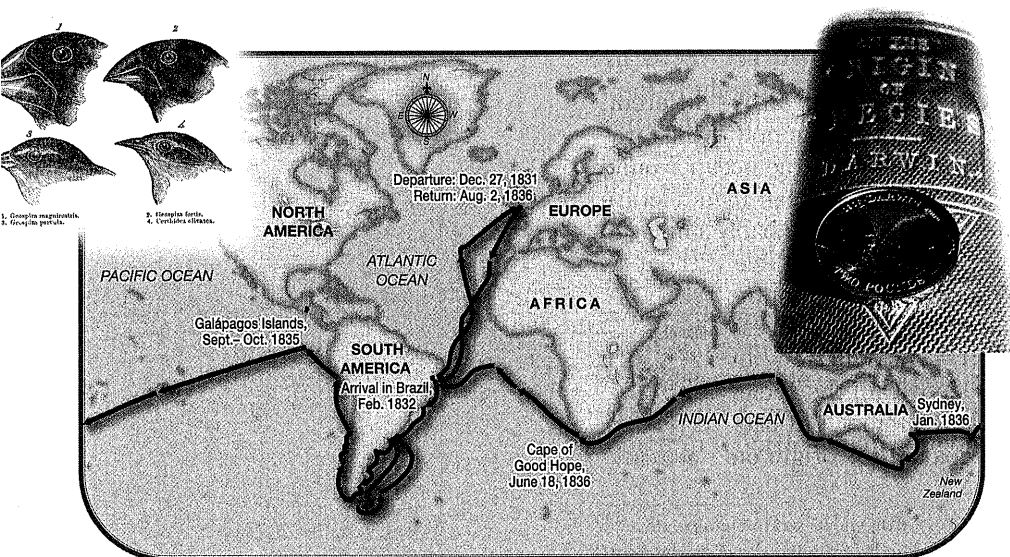 1
2
3
4
1. Geospiza magnirostris. 2. Geospiza fortis.
3. Geospiza parvula. 4. Certhidea olivasea.
N
E W
S
RIGIN
PECIES
DARWIN
TWO POUNDS
Departure: Dec. 27, 1831
Return: Aug. 2, 1836
NORTH
AMERICA
EUROPE
ASIA
PACIFIC OCEAN
ATLANTIC
OCEAN
AFRICA
Galápagos Islands,
Sept.– Oct. 1835
SOUTH
AMERICA
Arrival in Brazil,
Feb. 1832
INDIAN OCEAN
AUSTRALIA
Sydney,
Jan. 1836
Cape of
Good Hope,
June 18, 1836
New
Zealand